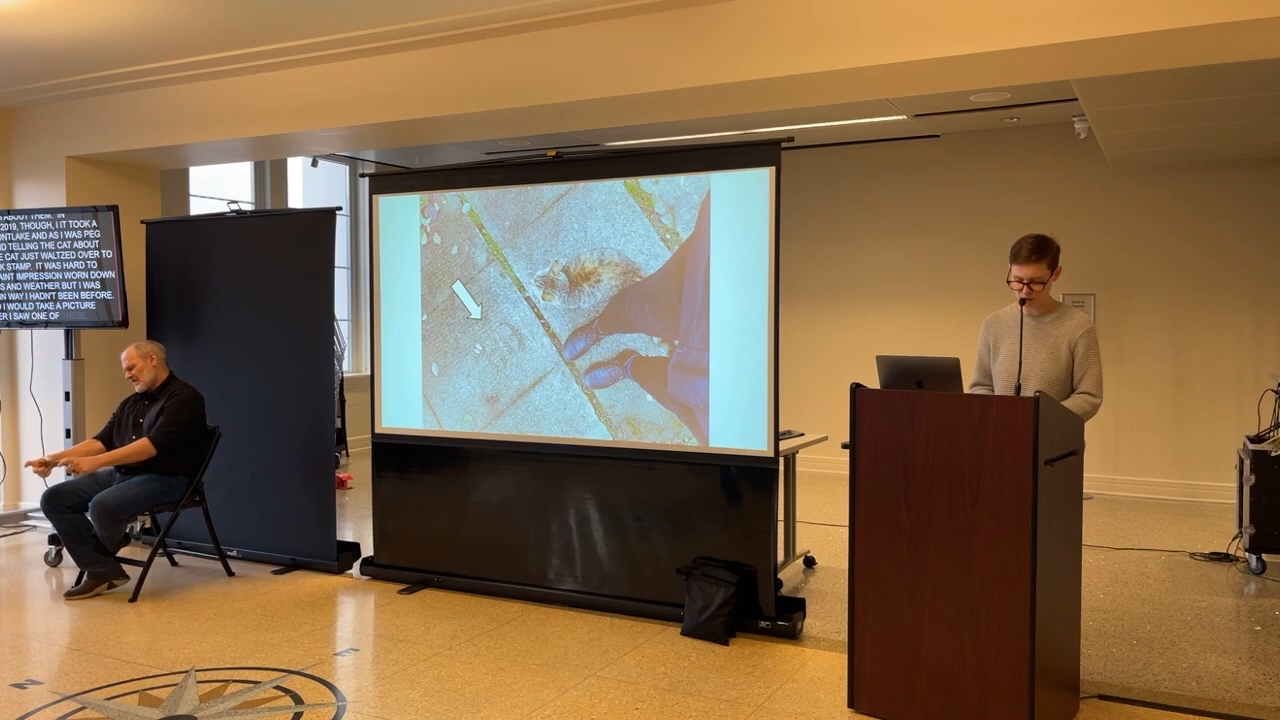 ABOUT THEM. IN
2019, THOUGH, I IT TOOK A
NTLAKE AND AS I WAS PEG
D TELLING THE CAT ABOUT
E CAT JUST WALTZED OVER TO
K STAMP. IT WAS HARD TO
AINT IMPRESSION WORN DOWN
S AND WEATHER BUT I WAS
IN WAY I HADN'T BEEN BEFORE.
I WOULD TAKE A PICTURE
ER I SAW ONE OF
N
E